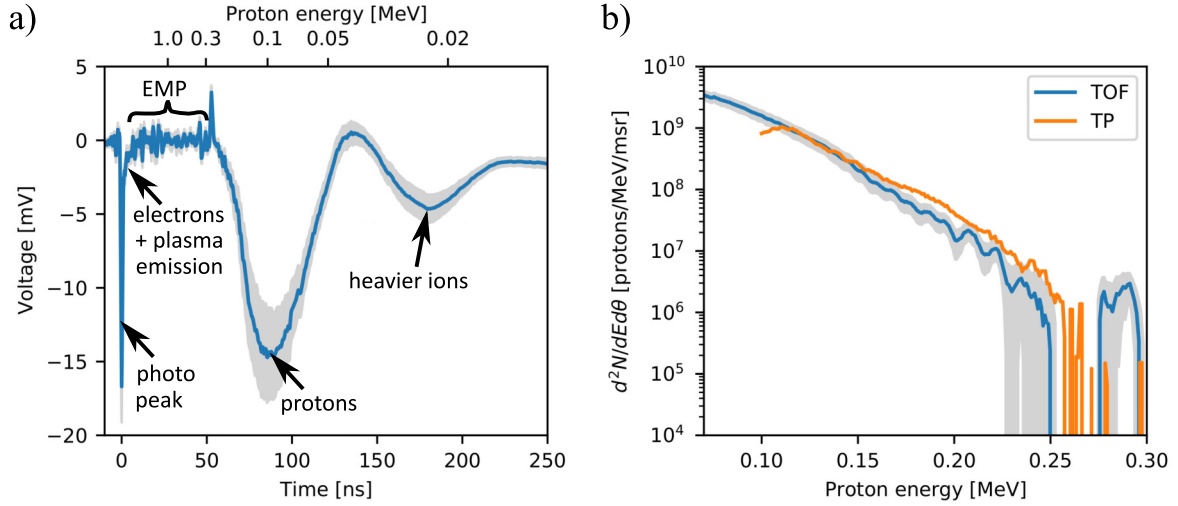 a)
Proton energy [MeV]
1.0 0.3 0.1 0.05 0.02
5
0
−5
−10
−15
−20
Voltage [mV]
EMP
electrons
+ plasma
emission
photo
peak
protons
heavier ions
0 50 100 150 200 250
Time [ns]
b)
10^10
10^9
10^8
10^7
10^6
10^5
10^4
d²N/dEdθ [protons/MeV/msr]
TOF
TP
0.10 0.15 0.20 0.25 0.30
Proton energy [MeV]